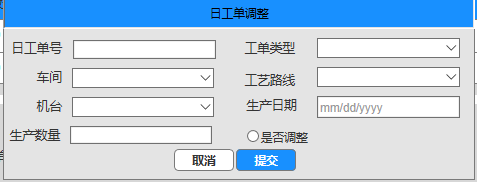 日工单调整
日工单号 工单类型
车间 工艺路线
机台 生产日期 mm/dd/yyyy
生产数量 是否调整
取消 提交